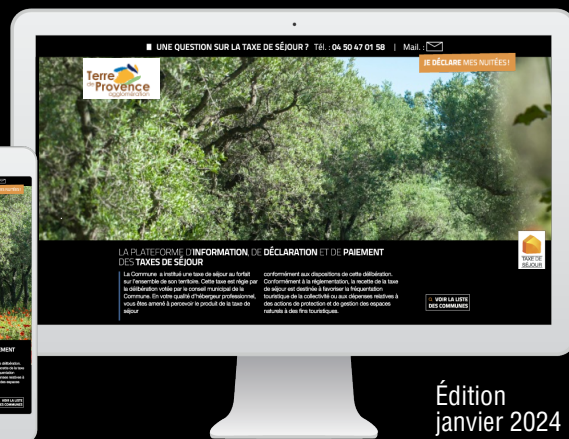 UNE QUESTION SUR LA TAXE DE SÉJOUR ? Tél. : 04 50 47 01 58 | Mail. :
JE DÉCLARE MES NUITÉES !
Terre
de Provence
agglomération
TAXE DE
SÉJOUR
LA PLATEFORME D'INFORMATION, DE DÉCLARATION ET DE PAIEMENT
DES TAXES DE SÉJOUR
La Commune a institué une taxe de séjour au forfait
sur l'ensemble de son territoire. Cette taxe est régie par
la délibération votée par le conseil municipal de la
Commune. En votre qualité d'hébergeur professionnel,
vous êtes amené à percevoir le produit de la taxe de
séjour
conformément aux dispositions de cette délibération.
Conformément à la réglementation, la recette de la taxe
de séjour est destinée à favoriser la fréquentation
touristique de la collectivité ou aux dépenses relatives à
des actions de protection et de gestion des espaces
naturels à des fins touristiques.
VOIR LA LISTE
DES COMMUNES
VOIR LA LISTE
DES COMMUNES
Édition
janvier 2024